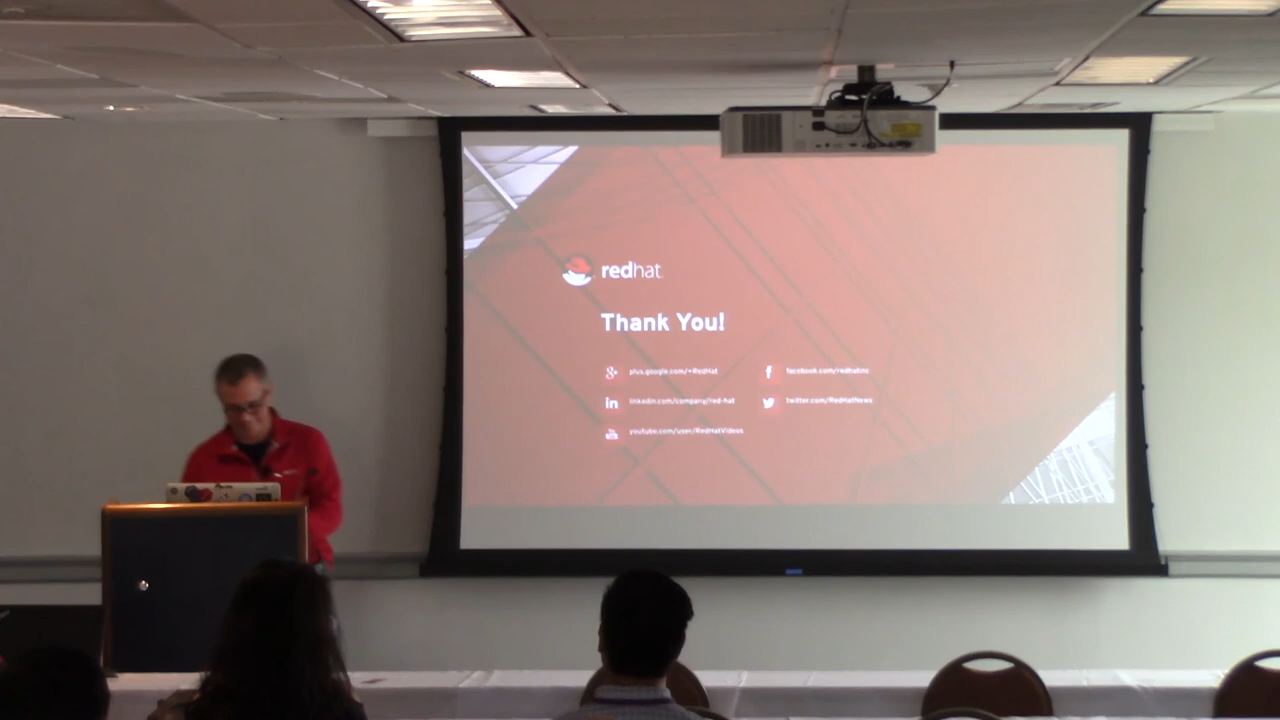 redhat.
Thank You!
plus.google.com/+RedHat
facebook.com/redhatinc
linkedin.com/company/red-hat
twitter.com/RedHatNews
youtube.com/user/RedHatVideos